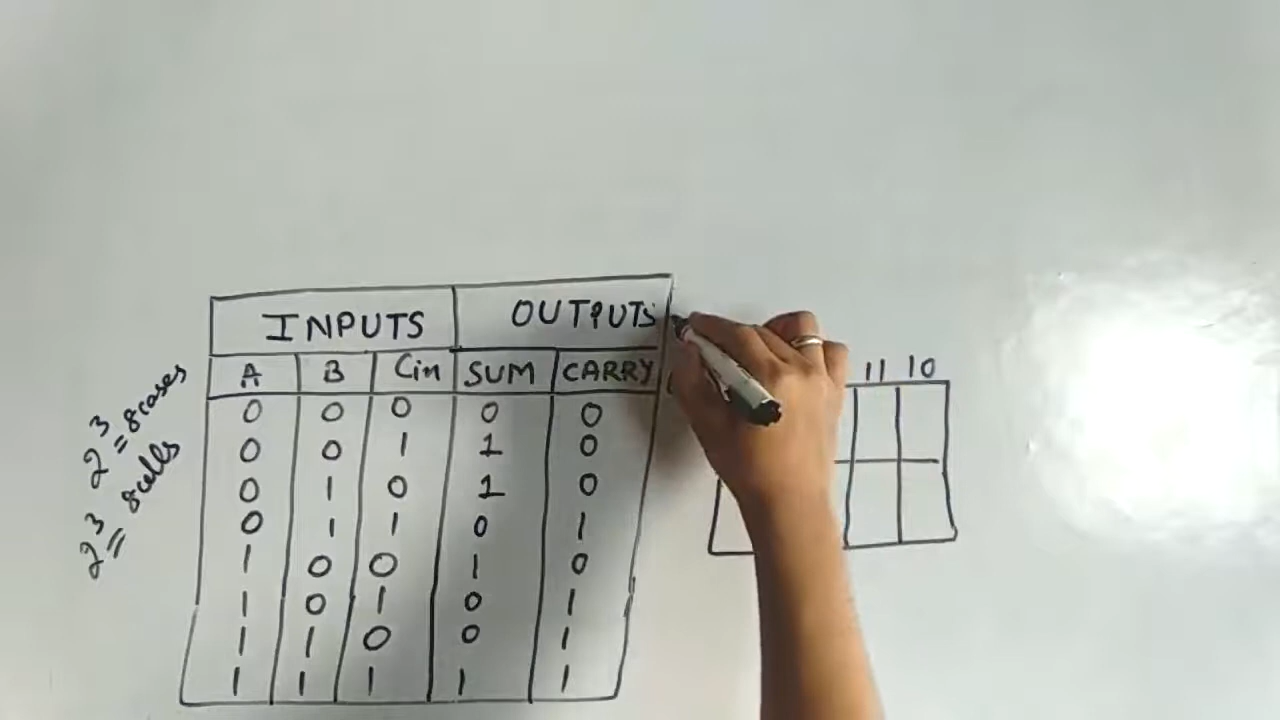 INPUTS OUTPUTS
A B Cin SUM CARRY
0 0 0 0 0
0 0 1 1 0
0 1 0 1 0
0 1 1 0 1
1 0 0 1 0
1 0 1 0 1
1 1 0 0 1
1 1 1 1 1
2³ = 8 cases
2³ = 8 cells
11 10